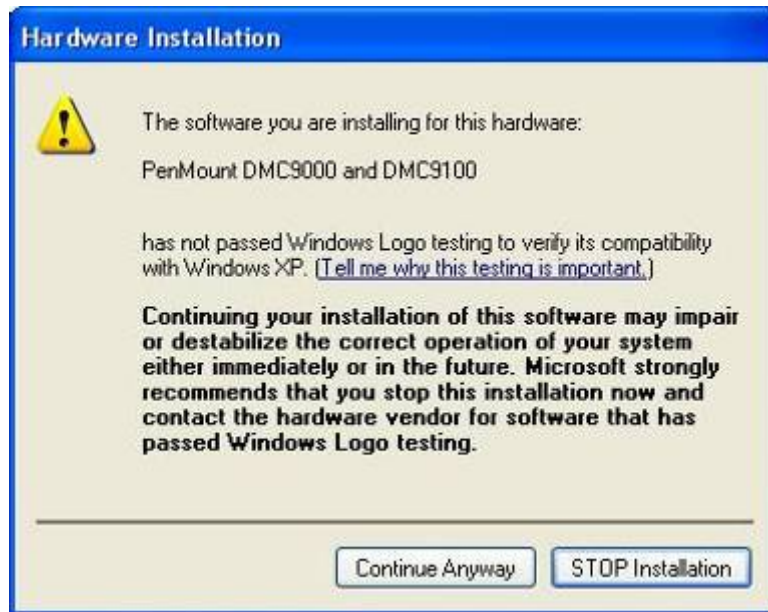 Hardware Installation
The software you are installing for this hardware:
PenMount DMC9000 and DMC9100
has not passed Windows Logo testing to verify its compatibility
with Windows XP. (Tell me why this testing is important.)
Continuing your installation of this software may impair
or destabilize the correct operation of your system
either immediately or in the future. Microsoft strongly
recommends that you stop this installation now and
contact the hardware vendor for software that has
passed Windows Logo testing.
Continue Anyway
STOP Installation